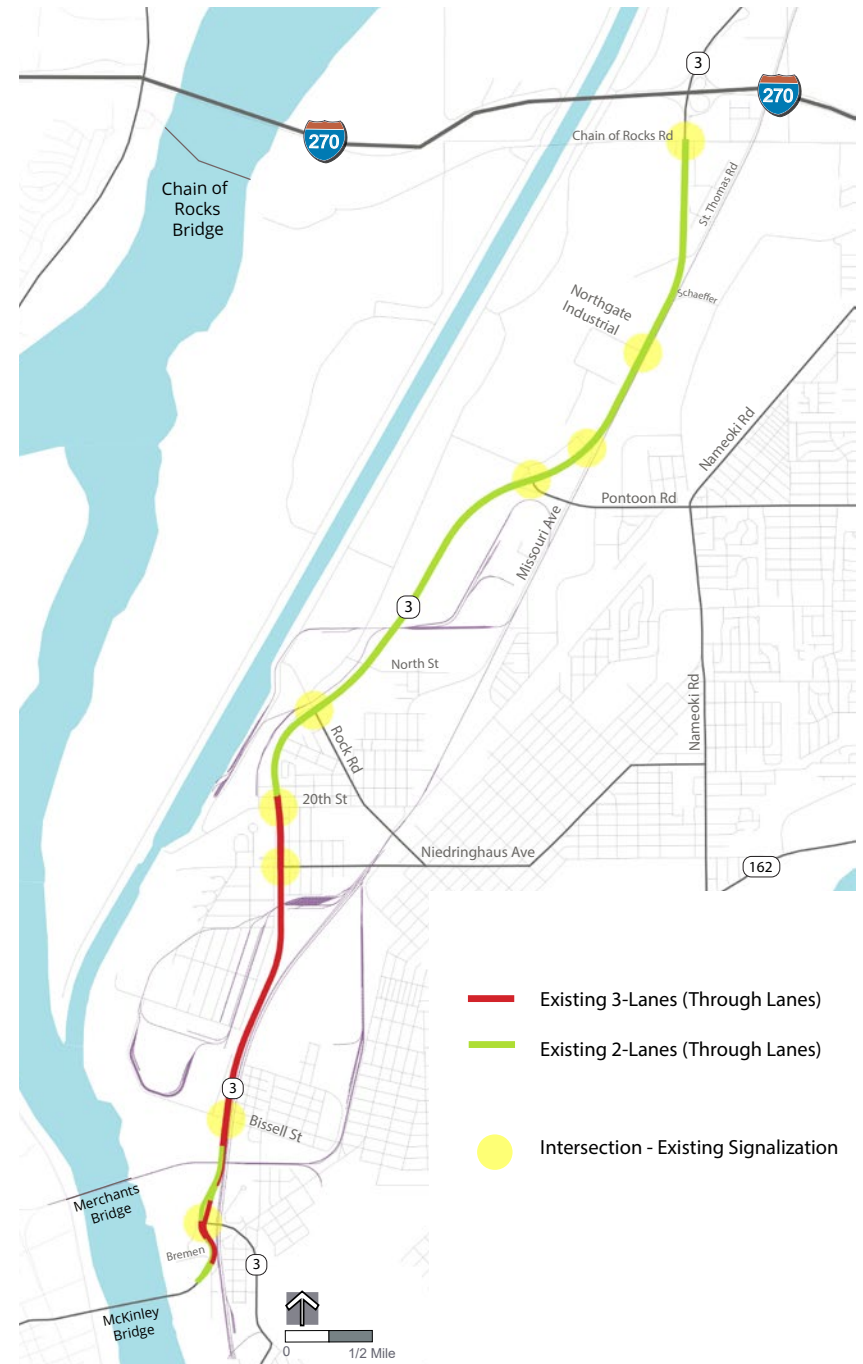 3
270
270
Chain of Rocks Rd
Chain of
Rocks
Bridge
St. Thomas Rd
Schaeffer
Northgate
Industrial
Nameoki Rd
Pontoon Rd
Missouri Ave
3
North St
Nameoki Rd
Rock Rd
20th St
Niedringhaus Ave
162
Existing 3-Lanes (Through Lanes)
Existing 2-Lanes (Through Lanes)
3
Bissell St
Intersection - Existing Signalization
Merchants
Bridge
Bremen
3
McKinley
Bridge
0
1/2 Mile